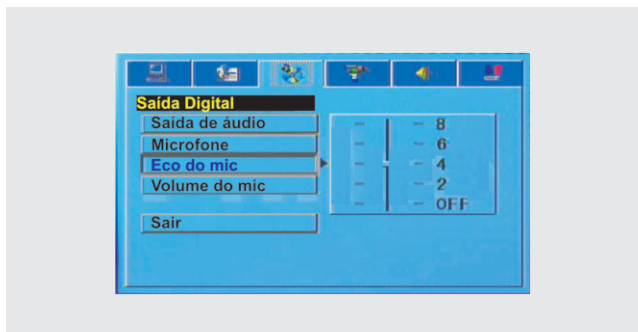 Saída Digital
Saída de áudio
Microfone
Eco do mic
Volume do mic
Sair
8
6
4
2
OFF